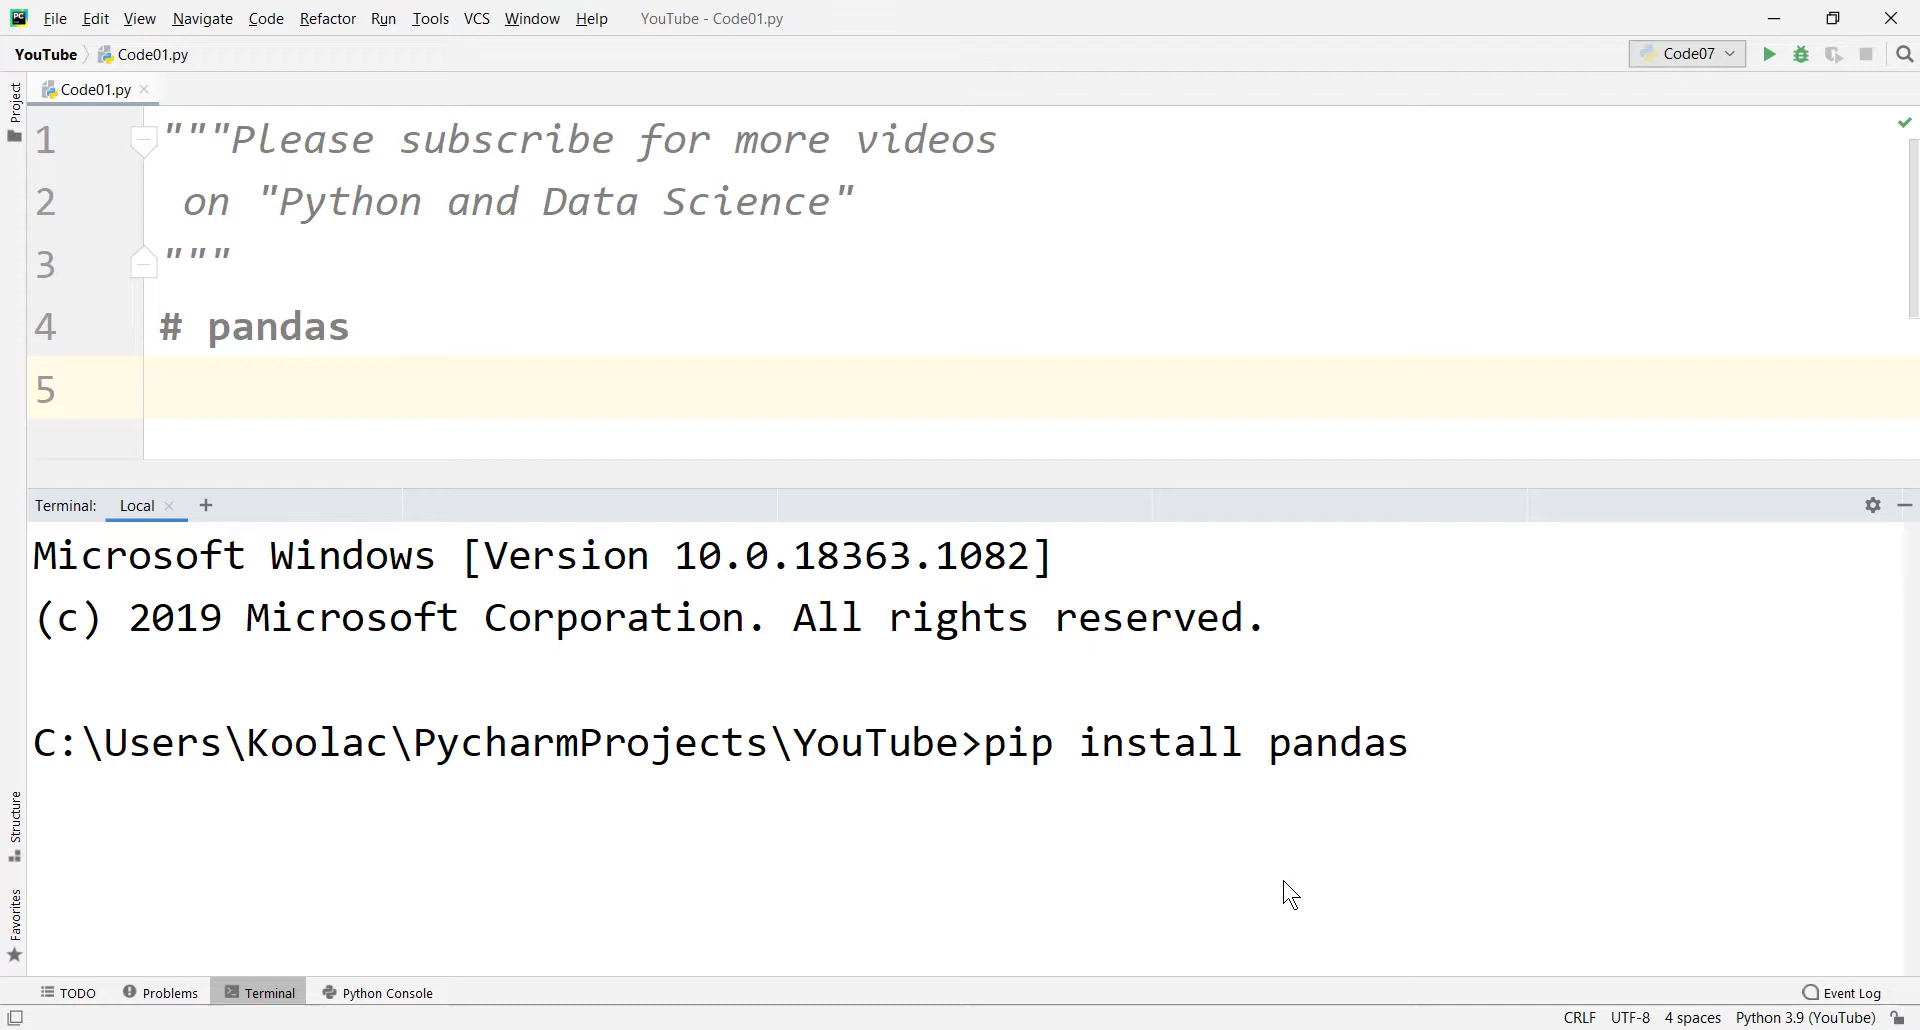 PC File Edit View Navigate Code Refactor Run Tools VCS Window Help YouTube - Code01.py
YouTube Code01.py Code07
Project
Code01.py
1 """Please subscribe for more videos
2 on "Python and Data Science"
3 """
4 # pandas
5
Terminal: Local +
Microsoft Windows [Version 10.0.18363.1082]
(c) 2019 Microsoft Corporation. All rights reserved.
C:\Users\Koolac\PycharmProjects\YouTube>pip install pandas
Structure
Favorites
TODO Problems Terminal Python Console Event Log
CRLF UTF-8 4 spaces Python 3.9 (YouTube)